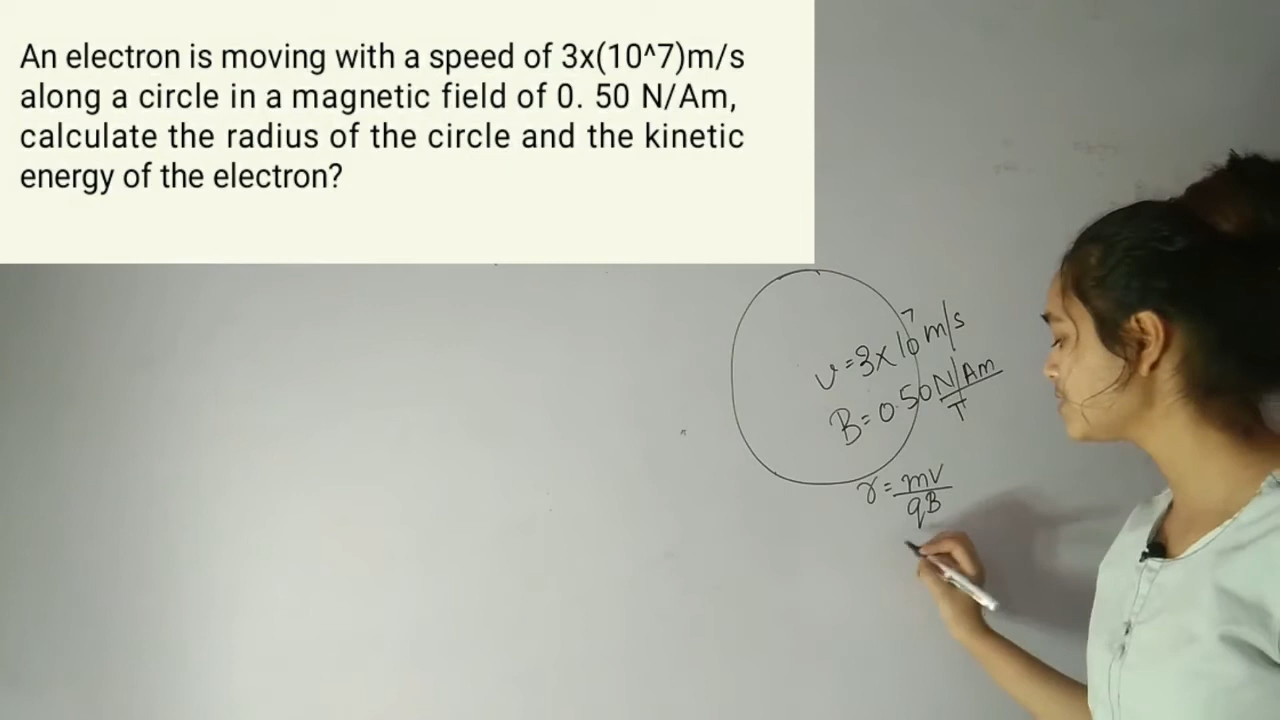 An electron is moving with a speed of 3x(10^7)m/s
along a circle in a magnetic field of 0. 50 N/Am,
calculate the radius of the circle and the kinetic
energy of the electron?
v=3×10^7 m/s
B=0.50 N/Am
T
r=mv/qB